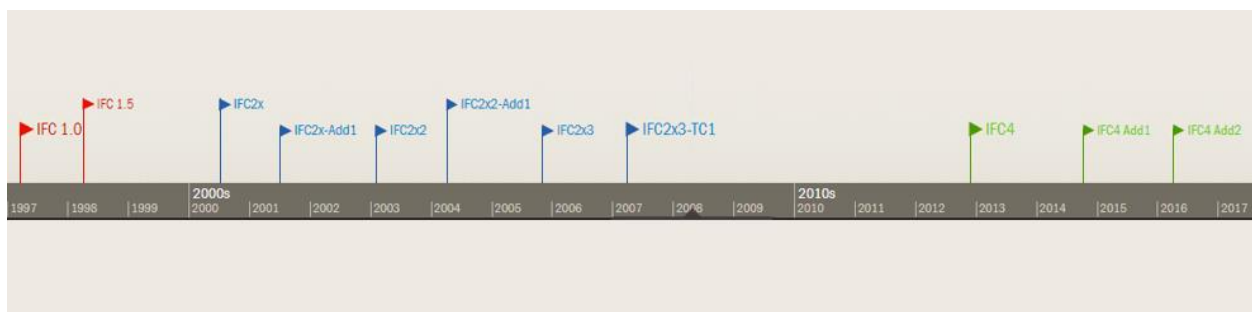 IFC 1.5
IFC2x
IFC2x2-Add1
IFC 1.0
IFC2x-Add1
IFC2x2
IFC2x3
IFC2x3-TC1
IFC4
IFC4 Add1
IFC4 Add2
2000s
2010s
1997
1998
1999
2000
2001
2002
2003
2004
2005
2006
2007
2008
2009
2010
2011
2012
2013
2014
2015
2016
2017